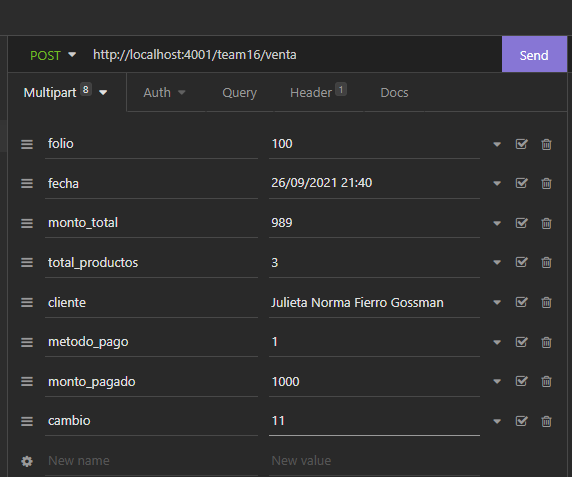 POST http://localhost:4001/team16/venta Send
Multipart 8 Auth Query Header 1 Docs
folio 100
fecha 26/09/2021 21:40
monto_total 989
total_productos 3
cliente Julieta Norma Fierro Gossman
metodo_pago 1
monto_pagado 1000
cambio 11
New name New value